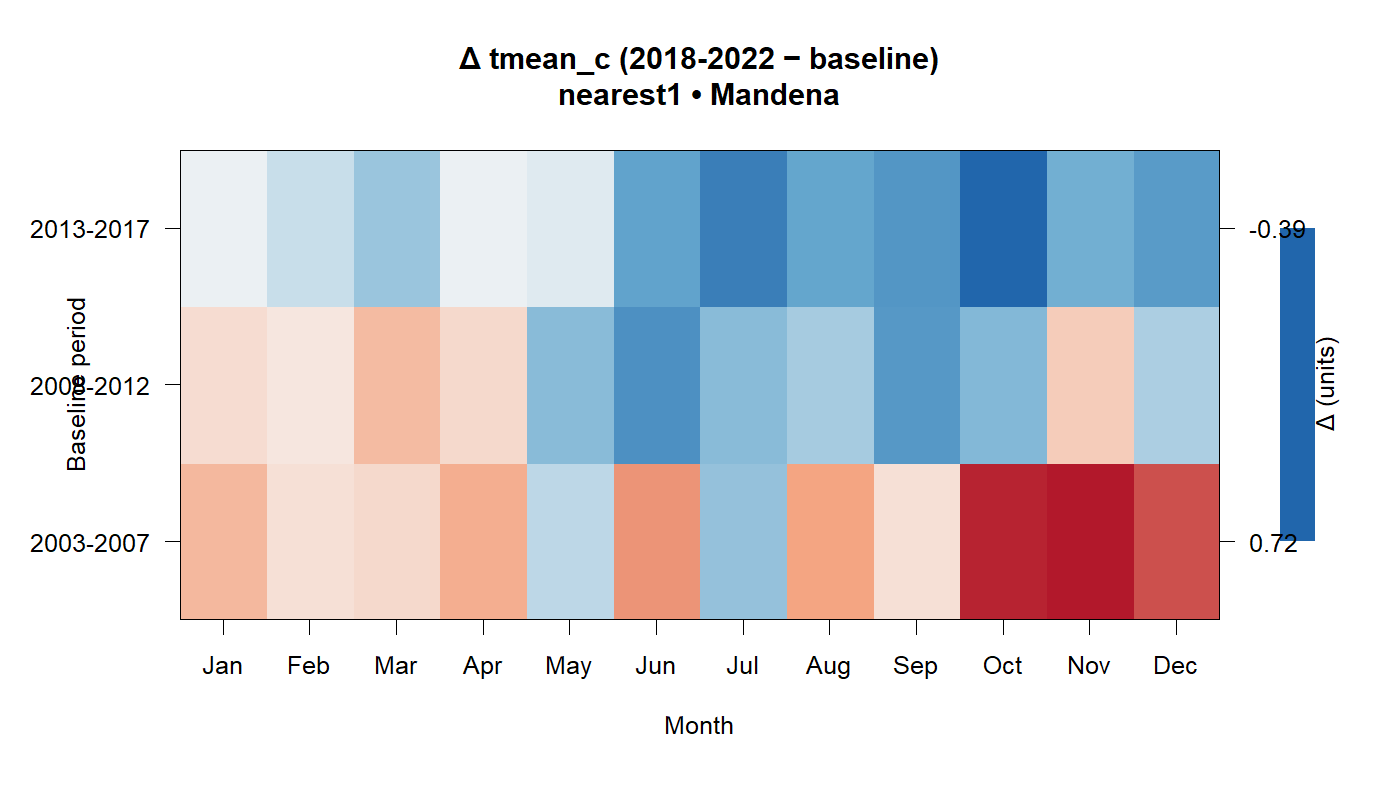 Δ tmean_c (2018-2022 − baseline)
nearest1 • Mandena
Baseline period
2013-2017
2008-2012
2003-2007
-0.39
0.72
Δ (units)
Jan Feb Mar Apr May Jun Jul Aug Sep Oct Nov Dec
Month